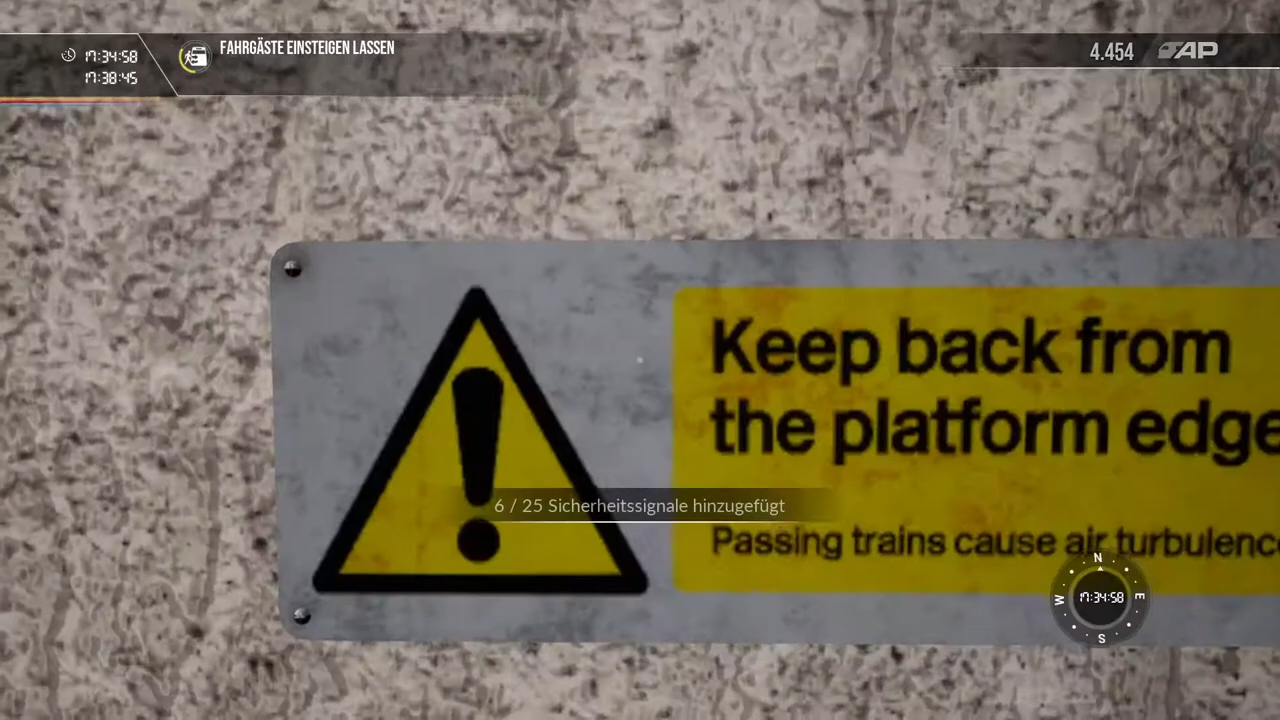 17:34:58
17:38:45
FAHRGÄSTE EINSTEIGEN LASSEN
4.454 AP
Keep back from
the platform edge
6 / 25 Sicherheitssignale hinzugefügt
Passing trains cause air turbulenc
N
W 17:34:58 E
S